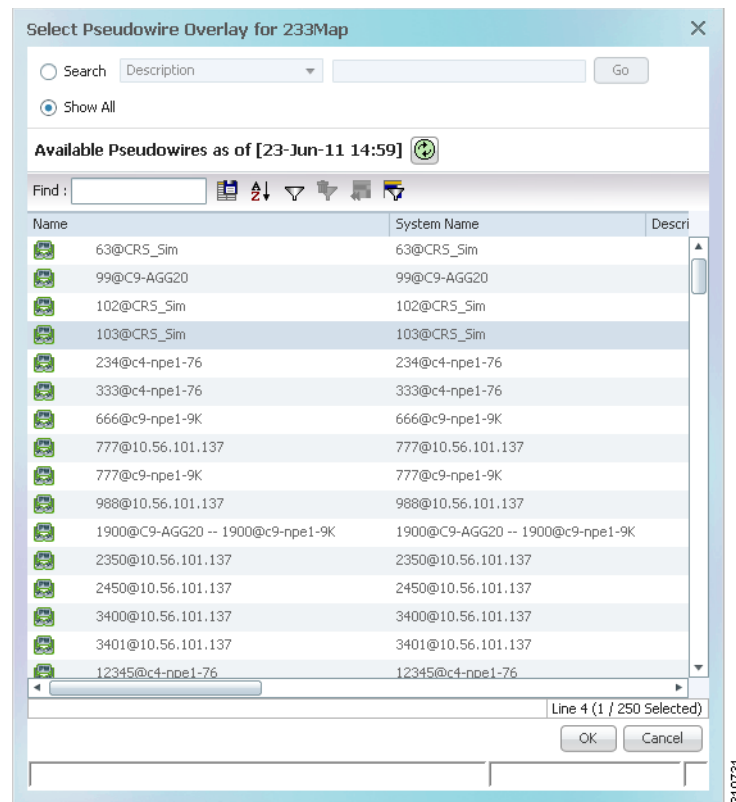 Select Pseudowire Overlay for 233Map
Search Description Go
Show All
Available Pseudowires as of [23-Jun-11 14:59]
Find :
Name System Name Descri
63@CRS_Sim 63@CRS_Sim
99@C9-AGG20 99@C9-AGG20
102@CRS_Sim 102@CRS_Sim
103@CRS_Sim 103@CRS_Sim
234@c4-npe1-76 234@c4-npe1-76
333@c4-npe1-76 333@c4-npe1-76
666@c9-npe1-9K 666@c9-npe1-9K
777@10.56.101.137 777@10.56.101.137
777@c9-npe1-9K 777@c9-npe1-9K
988@10.56.101.137 988@10.56.101.137
1900@C9-AGG20 -- 1900@c9-npe1-9K 1900@C9-AGG20 -- 1900@c9-npe1-9K
2350@10.56.101.137 2350@10.56.101.137
2450@10.56.101.137 2450@10.56.101.137
3400@10.56.101.137 3400@10.56.101.137
3401@10.56.101.137 3401@10.56.101.137
12345@c4-npe1-76 12345@c4-npe1-76
Line 4 (1 / 250 Selected)
OK Cancel